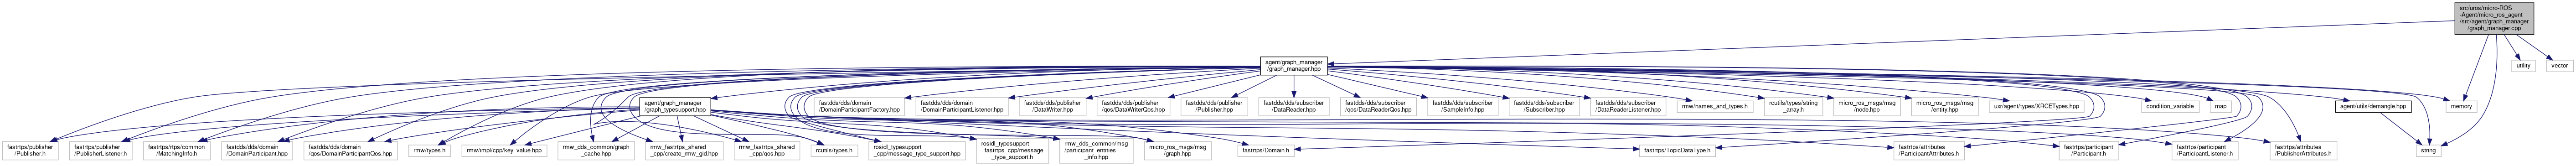 src/uros/micro-ROS
-Agent/micro_ros_agent
/src/agent/graph_manager
/graph_manager.cpp
agent/graph_manager
/graph_manager.hpp
utility
vector
agent/graph_manager
/graph_typesupport.hpp
fastdds/dds/domain
/DomainParticipantFactory.hpp
fastdds/dds/domain
/DomainParticipantListener.hpp
fastdds/dds/publisher
/DataWriter.hpp
fastdds/dds/publisher
/qos/DataWriterQos.hpp
fastdds/dds/publisher
/Publisher.hpp
fastdds/dds/subscriber
/DataReader.hpp
fastdds/dds/subscriber
/qos/DataReaderQos.hpp
fastdds/dds/subscriber
/SampleInfo.hpp
fastdds/dds/subscriber
/Subscriber.hpp
fastdds/dds/subscriber
/DataReaderListener.hpp
rmw/names_and_types.h
rcutils/types/string
_array.h
micro_ros_msgs/msg
/node.hpp
micro_ros_msgs/msg
/entity.hpp
uxr/agent/types/XRCETypes.hpp
condition_variable
map
agent/utils/demangle.hpp
memory
fastrtps/publisher
/Publisher.h
fastrtps/publisher
/PublisherListener.h
fastrtps/rtps/common
/MatchingInfo.h
fastdds/dds/domain
/DomainParticipant.hpp
fastdds/dds/domain
/qos/DomainParticipantQos.hpp
rmw/types.h
rmw/impl/cpp/key_value.hpp
rmw_dds_common/graph
_cache.hpp
rmw_fastrtps_shared
_cpp/create_rmw_gid.hpp
rmw_fastrtps_shared
_cpp/qos.hpp
rcutils/types.h
rosidl_typesupport
_cpp/message_type_support.hpp
rosidl_typesupport
_fastrtps_cpp/message
_type_support.h
rmw_dds_common/msg
/participant_entities
_info.hpp
micro_ros_msgs/msg
/graph.hpp
fastrtps/Domain.h
fastrtps/TopicDataType.h
fastrtps/attributes
/ParticipantAttributes.h
fastrtps/participant
/Participant.h
fastrtps/participant
/ParticipantListener.h
fastrtps/attributes
/PublisherAttributes.h
string